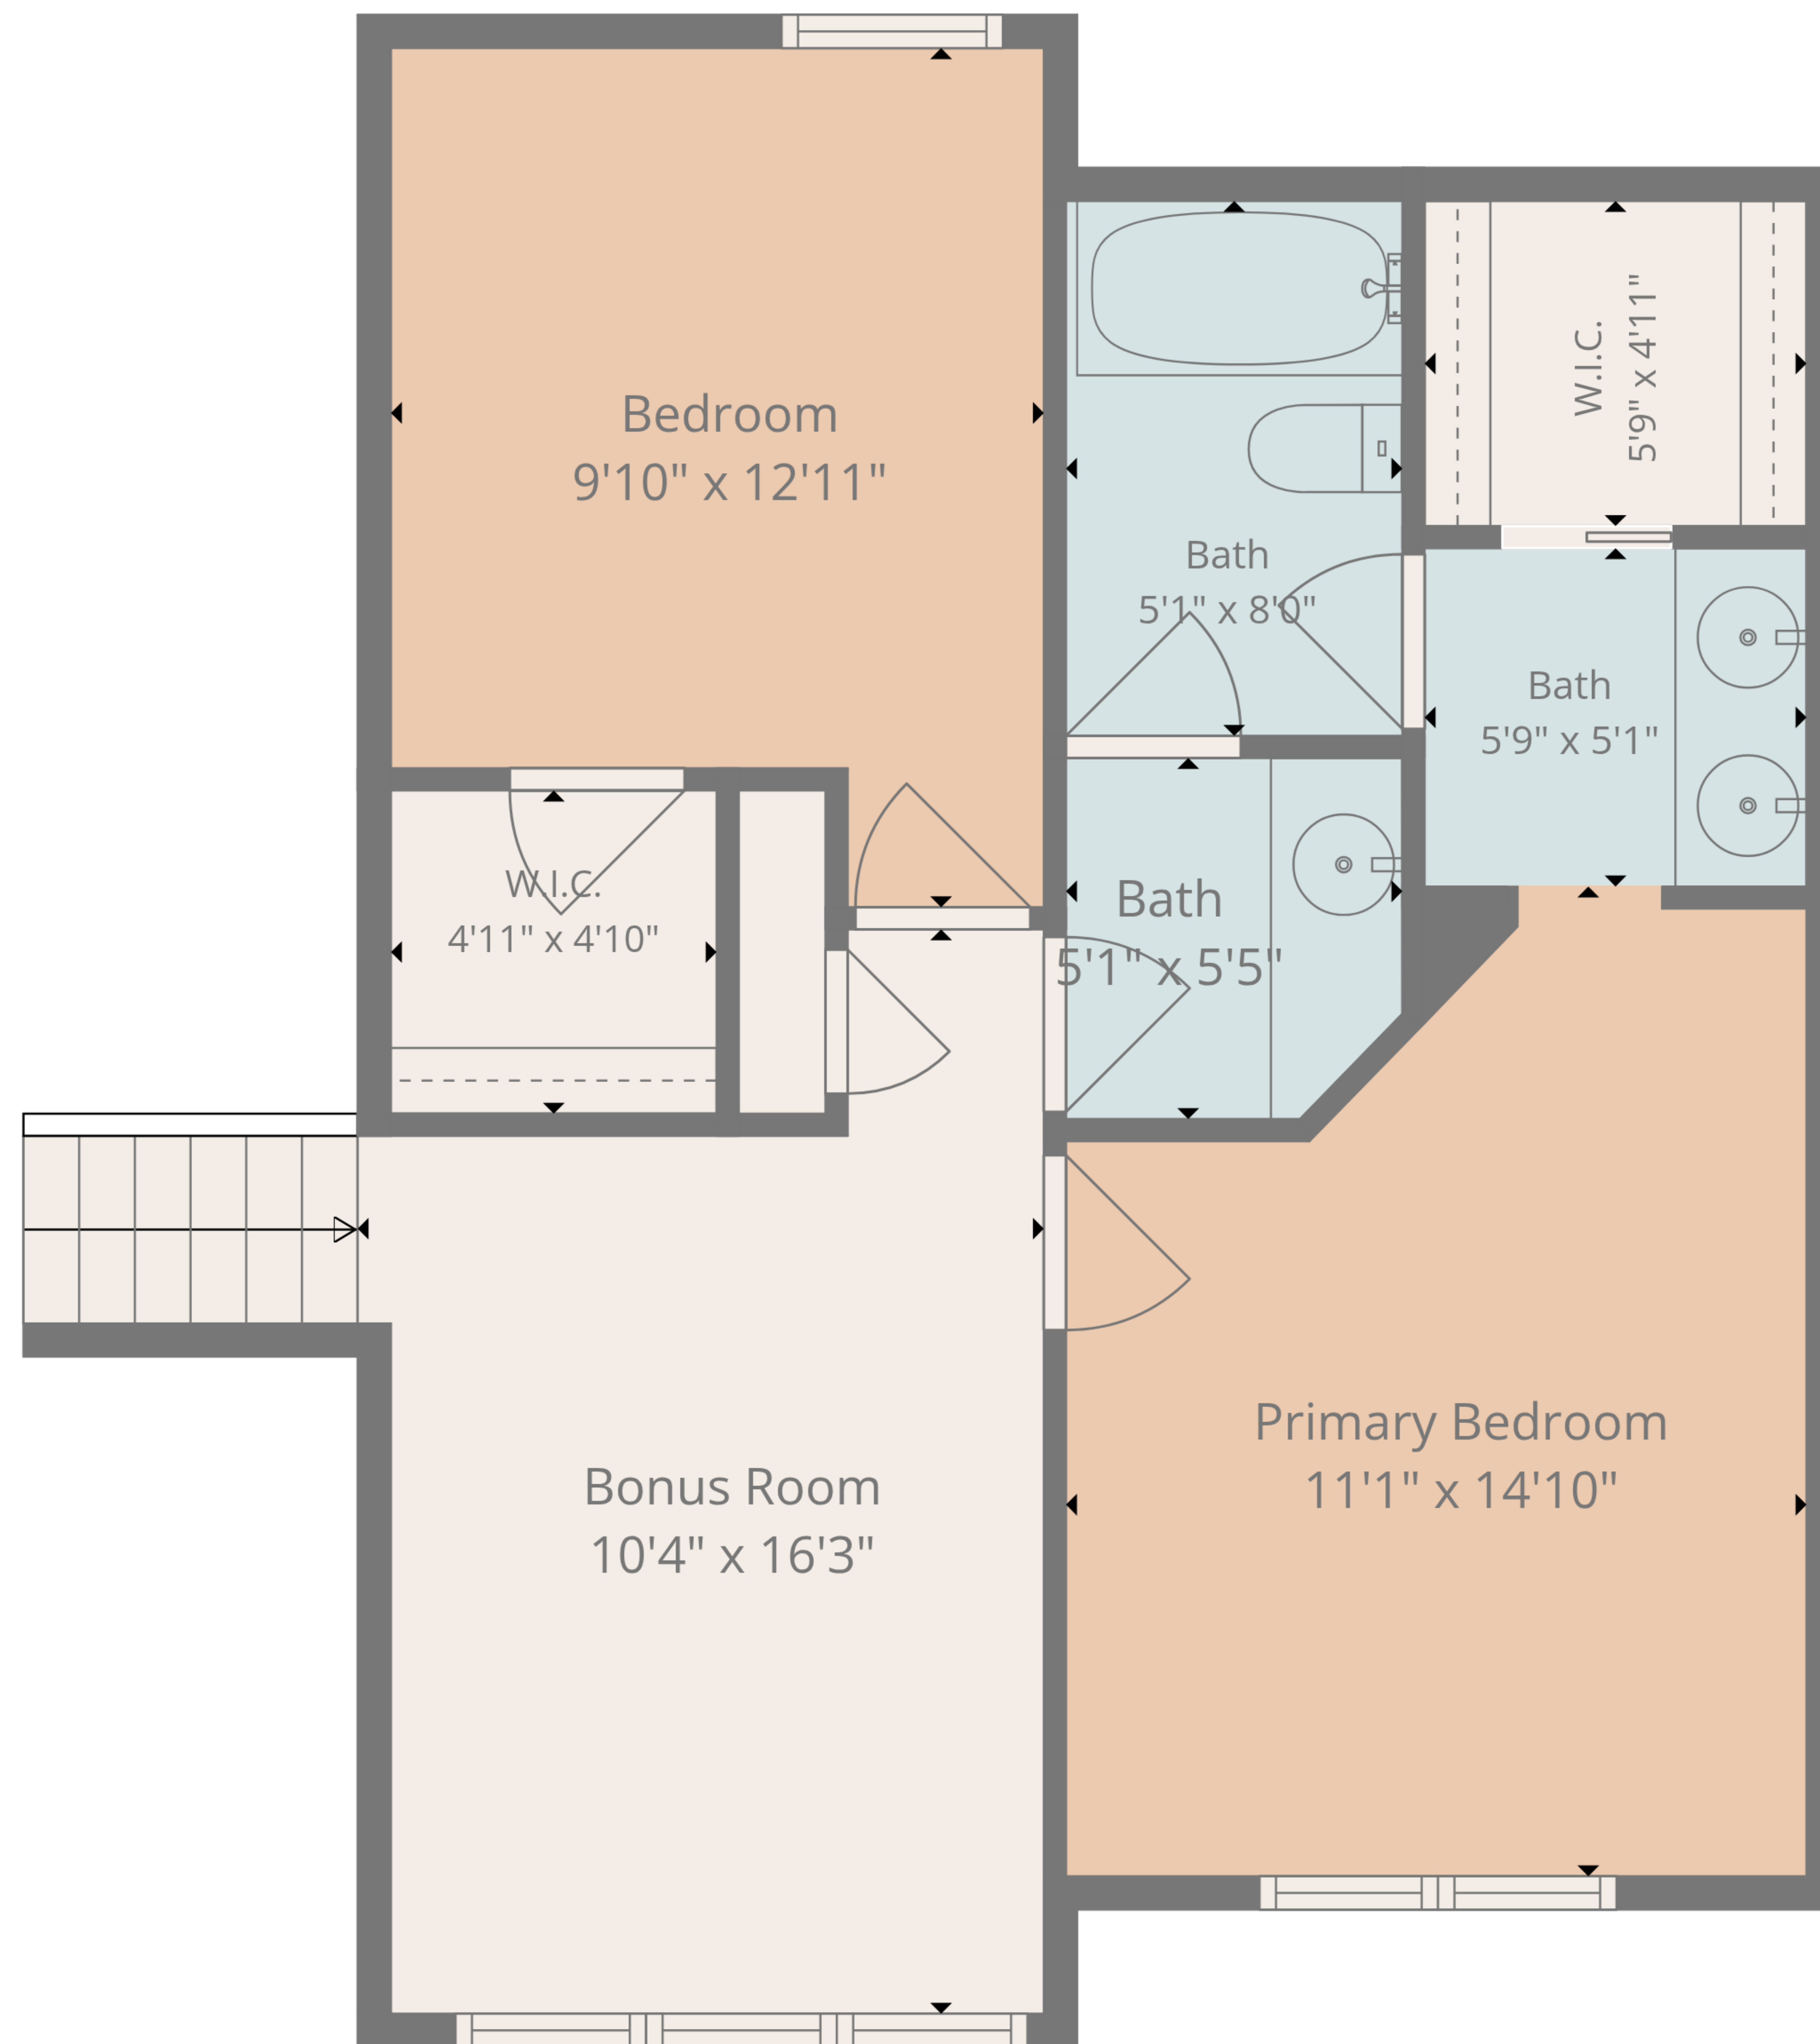 Bedroom
9'10" x 12'11"
W.I.C.
5'9" x 4'11"
Bath
5'1" x 8'0"
Bath
5'9" x 5'1"
W.I.C.
4'11" x 4'10"
Bath
5'1" x 5'5"
Primary Bedroom
11'1" x 14'10"
Bonus Room
10'4" x 16'3"